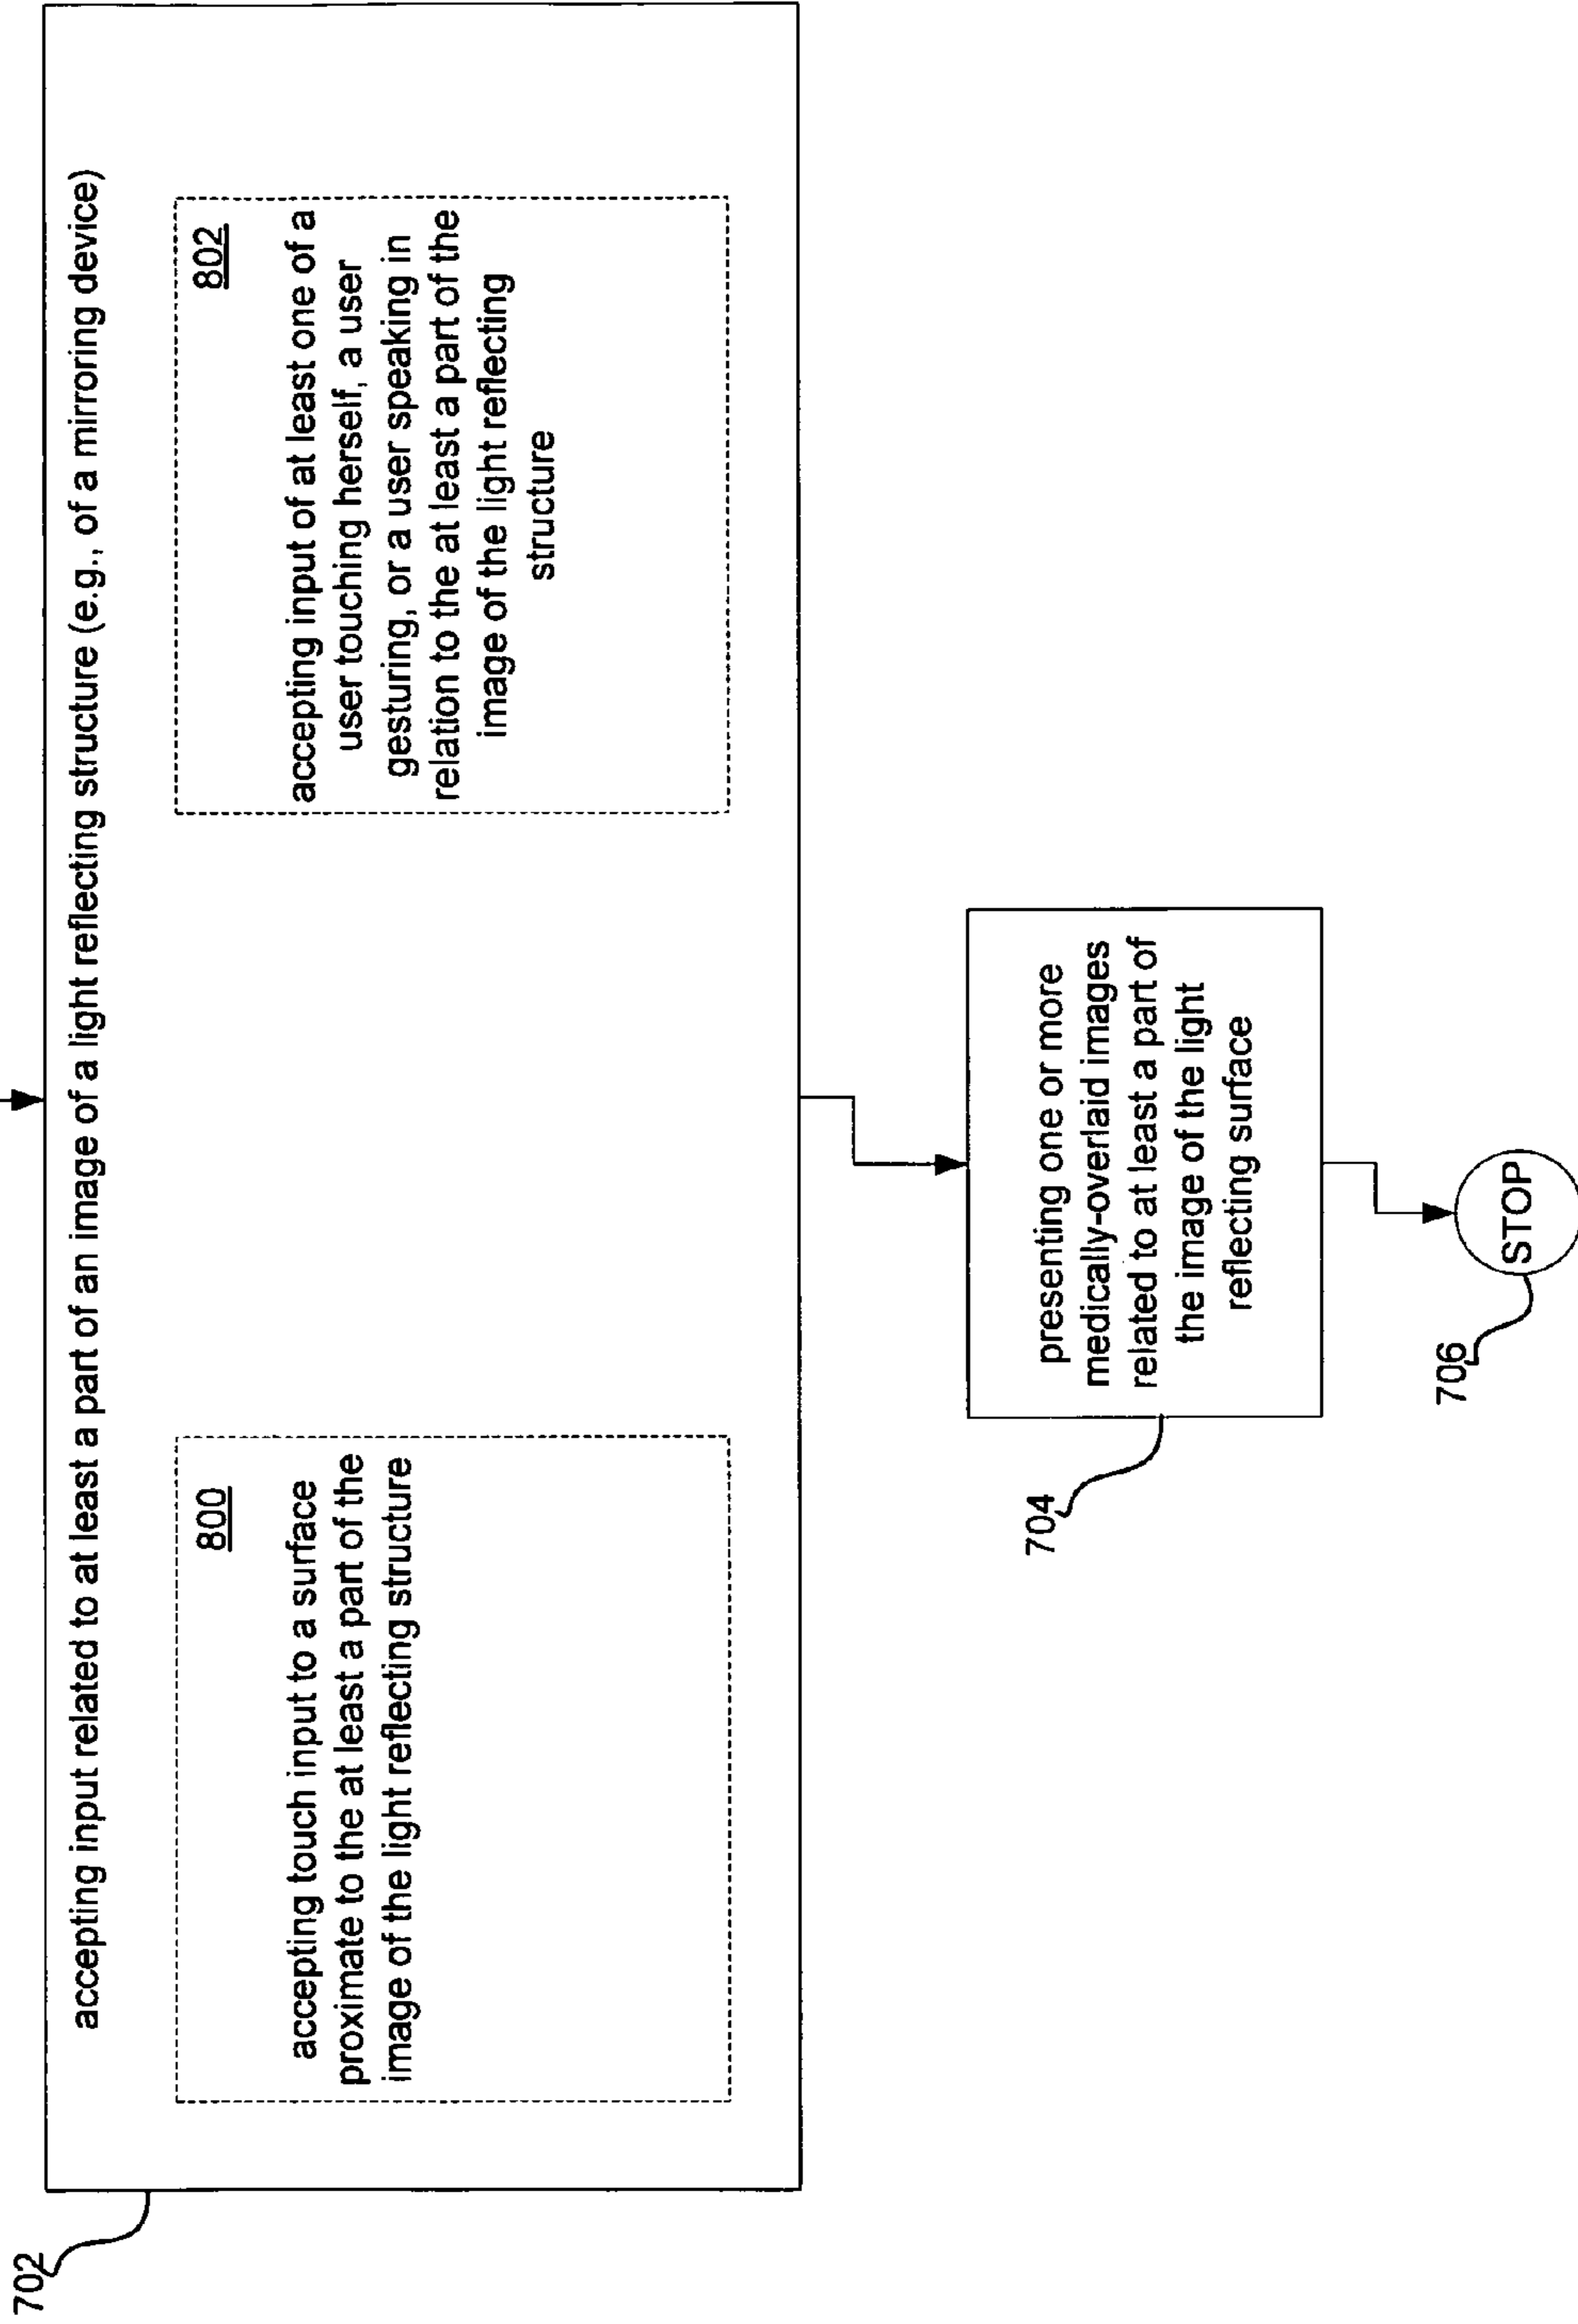 702
accepting input related to at least a part of an image of a light reflecting structure (e.g., of a mirroring device)
800
accepting touch input to a surface
proximate to the at least a part of the
image of the light reflecting structure
802
accepting input of at least one of a
user touching herself, a user
gesturing, or a user speaking in
relation to the at least a part of the
image of the light reflecting
structure
704
presenting one or more
medically-overlaid images
related to at least a part of
the image of the light
reflecting surface
706
STOP